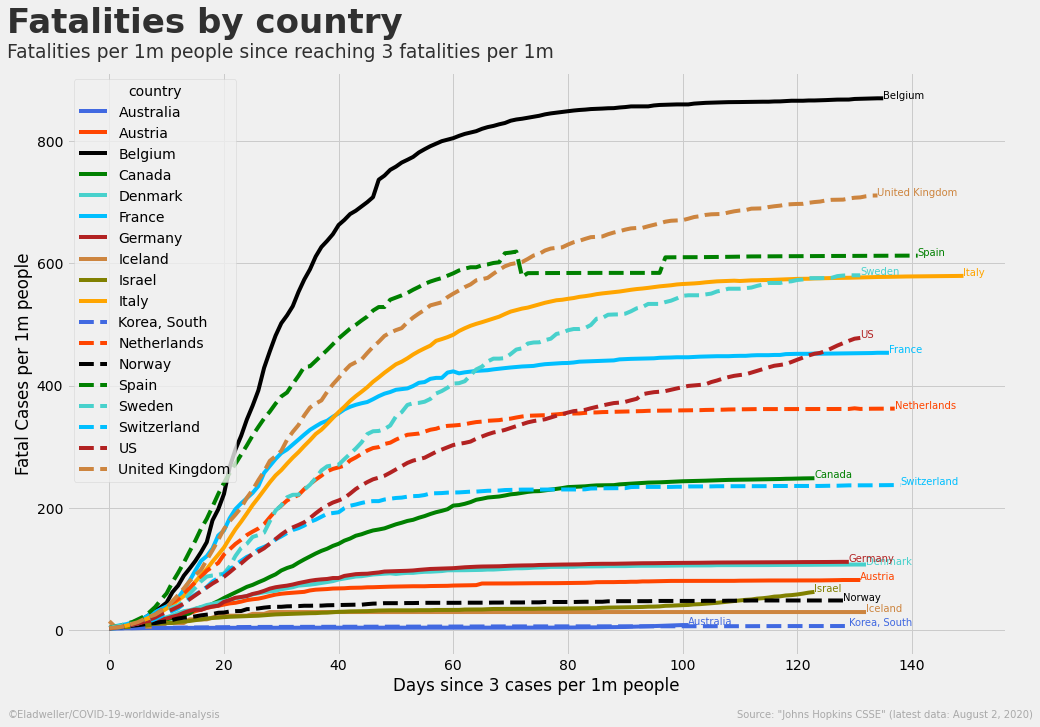 Fatalities by country
Fatalities per 1m people since reaching 3 fatalities per 1m
country
Australia
Austria
Belgium
Canada
Denmark
France
Germany
Iceland
Israel
Italy
Korea, South
Netherlands
Norway
Spain
Sweden
Switzerland
US
United Kingdom
Fatal Cases per 1m people
800
600
400
200
0
Belgium
United Kingdom
Spain
Sweden
Italy
US
France
Netherlands
Canada
Switzerland
Germany
Denmark
Austria
Israel
Norway
Iceland
Australia
Korea, South
0 20 40 60 80 100 120 140
Days since 3 cases per 1m people
©Eladweller/COVID-19-worldwide-analysis
Source: "Johns Hopkins CSSE" (latest data: August 2, 2020)